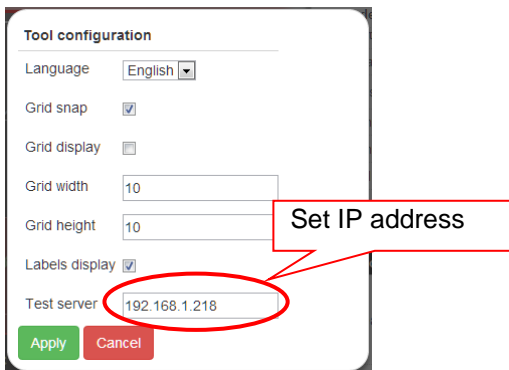 Tool configuration
Language English
Grid snap
Grid display
Grid width 10
Grid height 10
Set IP address
Labels display
Test server 192.168.1.218
Apply Cancel